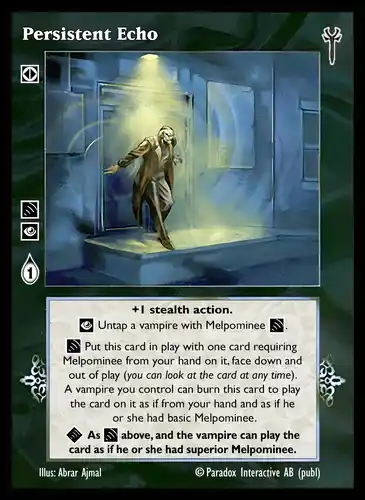 Persistent Echo
1
+1 stealth action.
Untap a vampire with Melpominee .
Put this card in play with one card requiring
Melpominee from your hand on it, face down and
out of play (you can look at the card at any time).
A vampire you control can burn this card to play
the card on it as if from your hand and as if he
or she had basic Melpominee.
As above, and the vampire can play the
card as if he or she had superior Melpominee.
Illus: Abrar Ajmal © Paradox Interactive AB (publ)